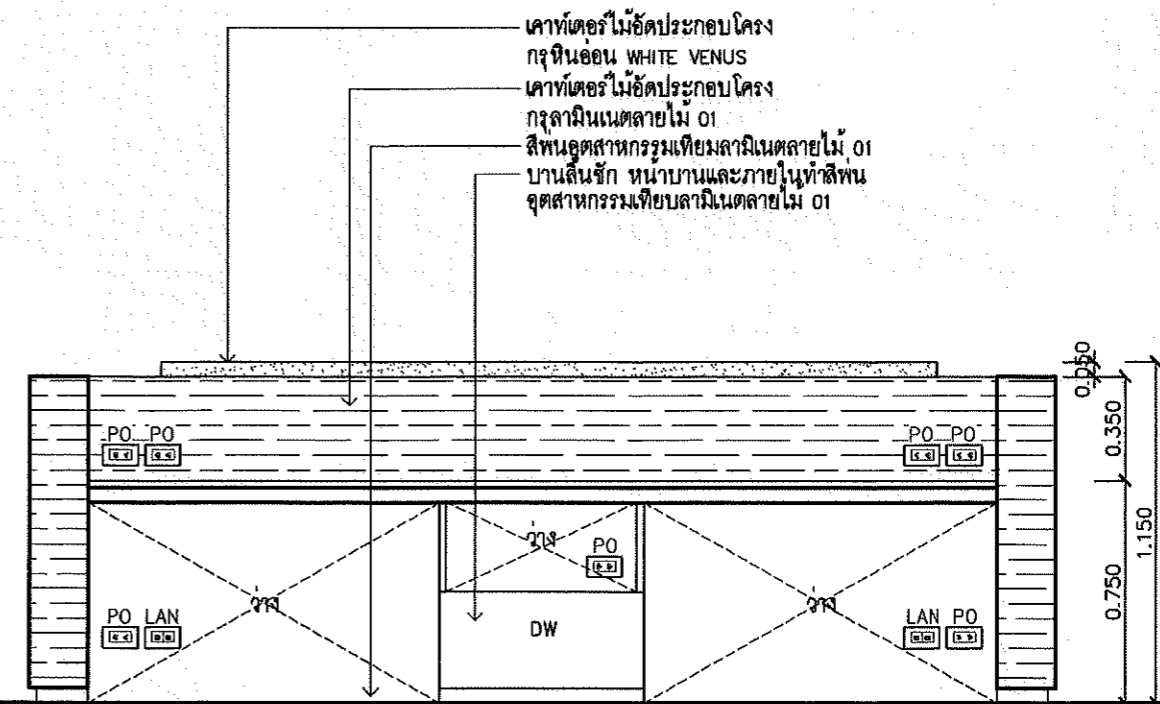 เคาท์เตอร์ไม้อัดประกอบโครง
กรุหินอ่อน WHITE VENUS
เคาท์เตอร์ไม้อัดประกอบโครง
กรุลามินเนตลายไม้ 01
สีพ่นอุตสาหกรรมเทียมลามิเนตลายไม้ 01
บานลิ้นชัก หน้าบานและภายในทำสีพ่น
อุตสาหกรรมเทียบลามิเนตลายไม้ 01
0.050
PO PO
PO PO
0.350
ว่าง
PO
1.150
ว่าง
ว่าง
0.750
PO LAN
DW
LAN PO